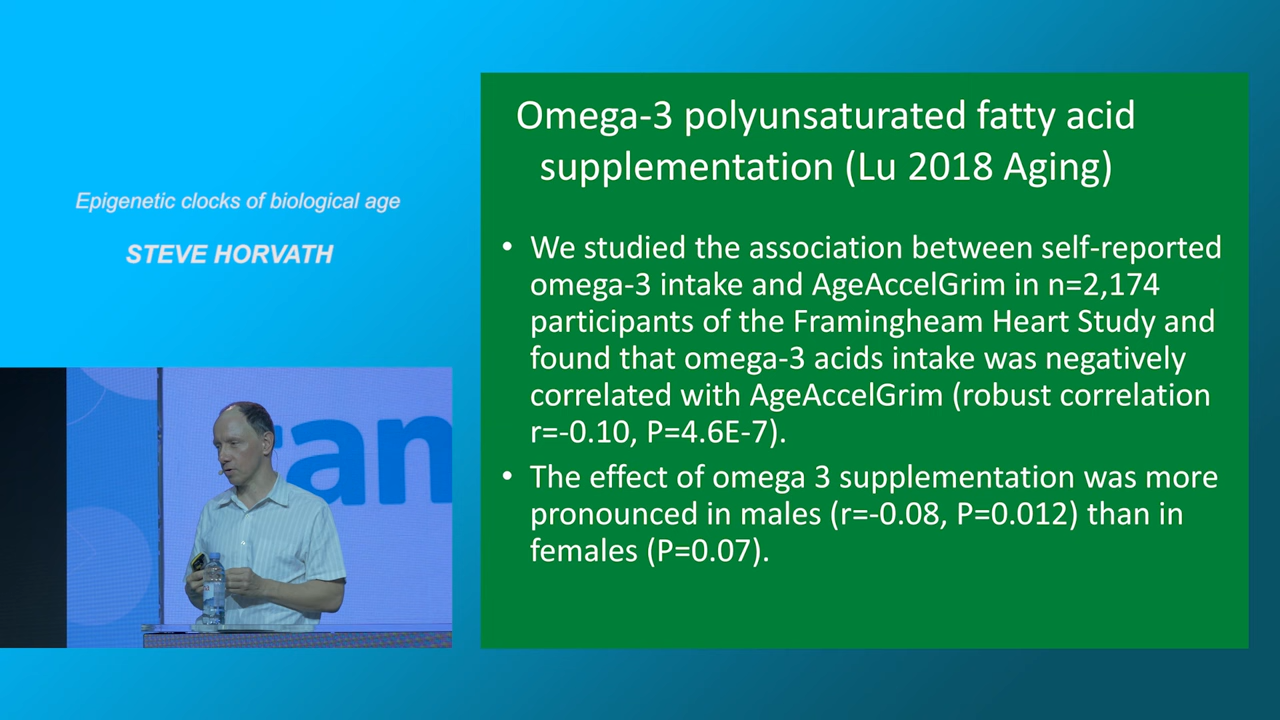 Epigenetic clocks of biological age
STEVE HORVATH
ran
Omega-3 polyunsaturated fatty acid
supplementation (Lu 2018 Aging)
• We studied the association between self-reported
omega-3 intake and AgeAccelGrim in n=2,174
participants of the Framingheam Heart Study and
found that omega-3 acids intake was negatively
correlated with AgeAccelGrim (robust correlation
r=-0.10, P=4.6E-7).
• The effect of omega 3 supplementation was more
pronounced in males (r=-0.08, P=0.012) than in
females (P=0.07).